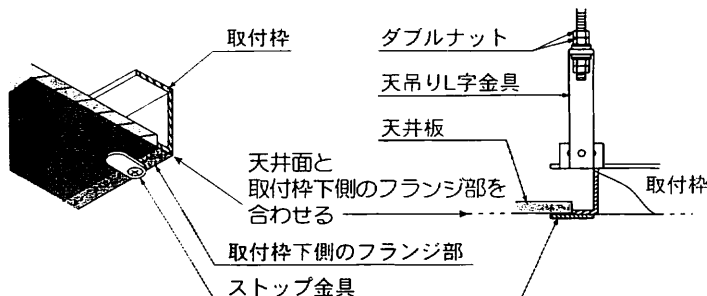 取付枠
ダブルナット
天吊りL字金具
天井板
天井面と
取付枠下側のフランジ部を
合わせる
取付枠
取付枠下側のフランジ部
ストップ金具